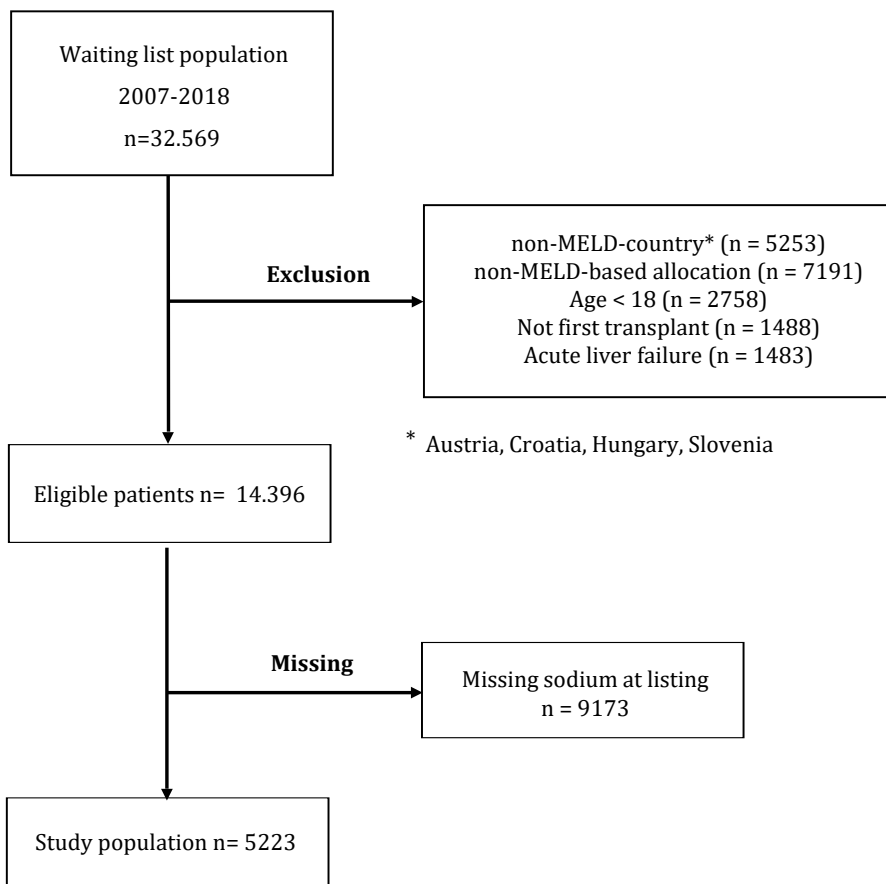 Waiting list population
2007-2018
n=32.569
non-MELD-country* (n = 5253)
non-MELD-based allocation (n = 7191)
Age < 18 (n = 2758)
Not first transplant (n = 1488)
Acute liver failure (n = 1483)
Exclusion
* Austria, Croatia, Hungary, Slovenia
Eligible patients n= 14.396
Missing
Missing sodium at listing
n = 9173
Study population n= 5223